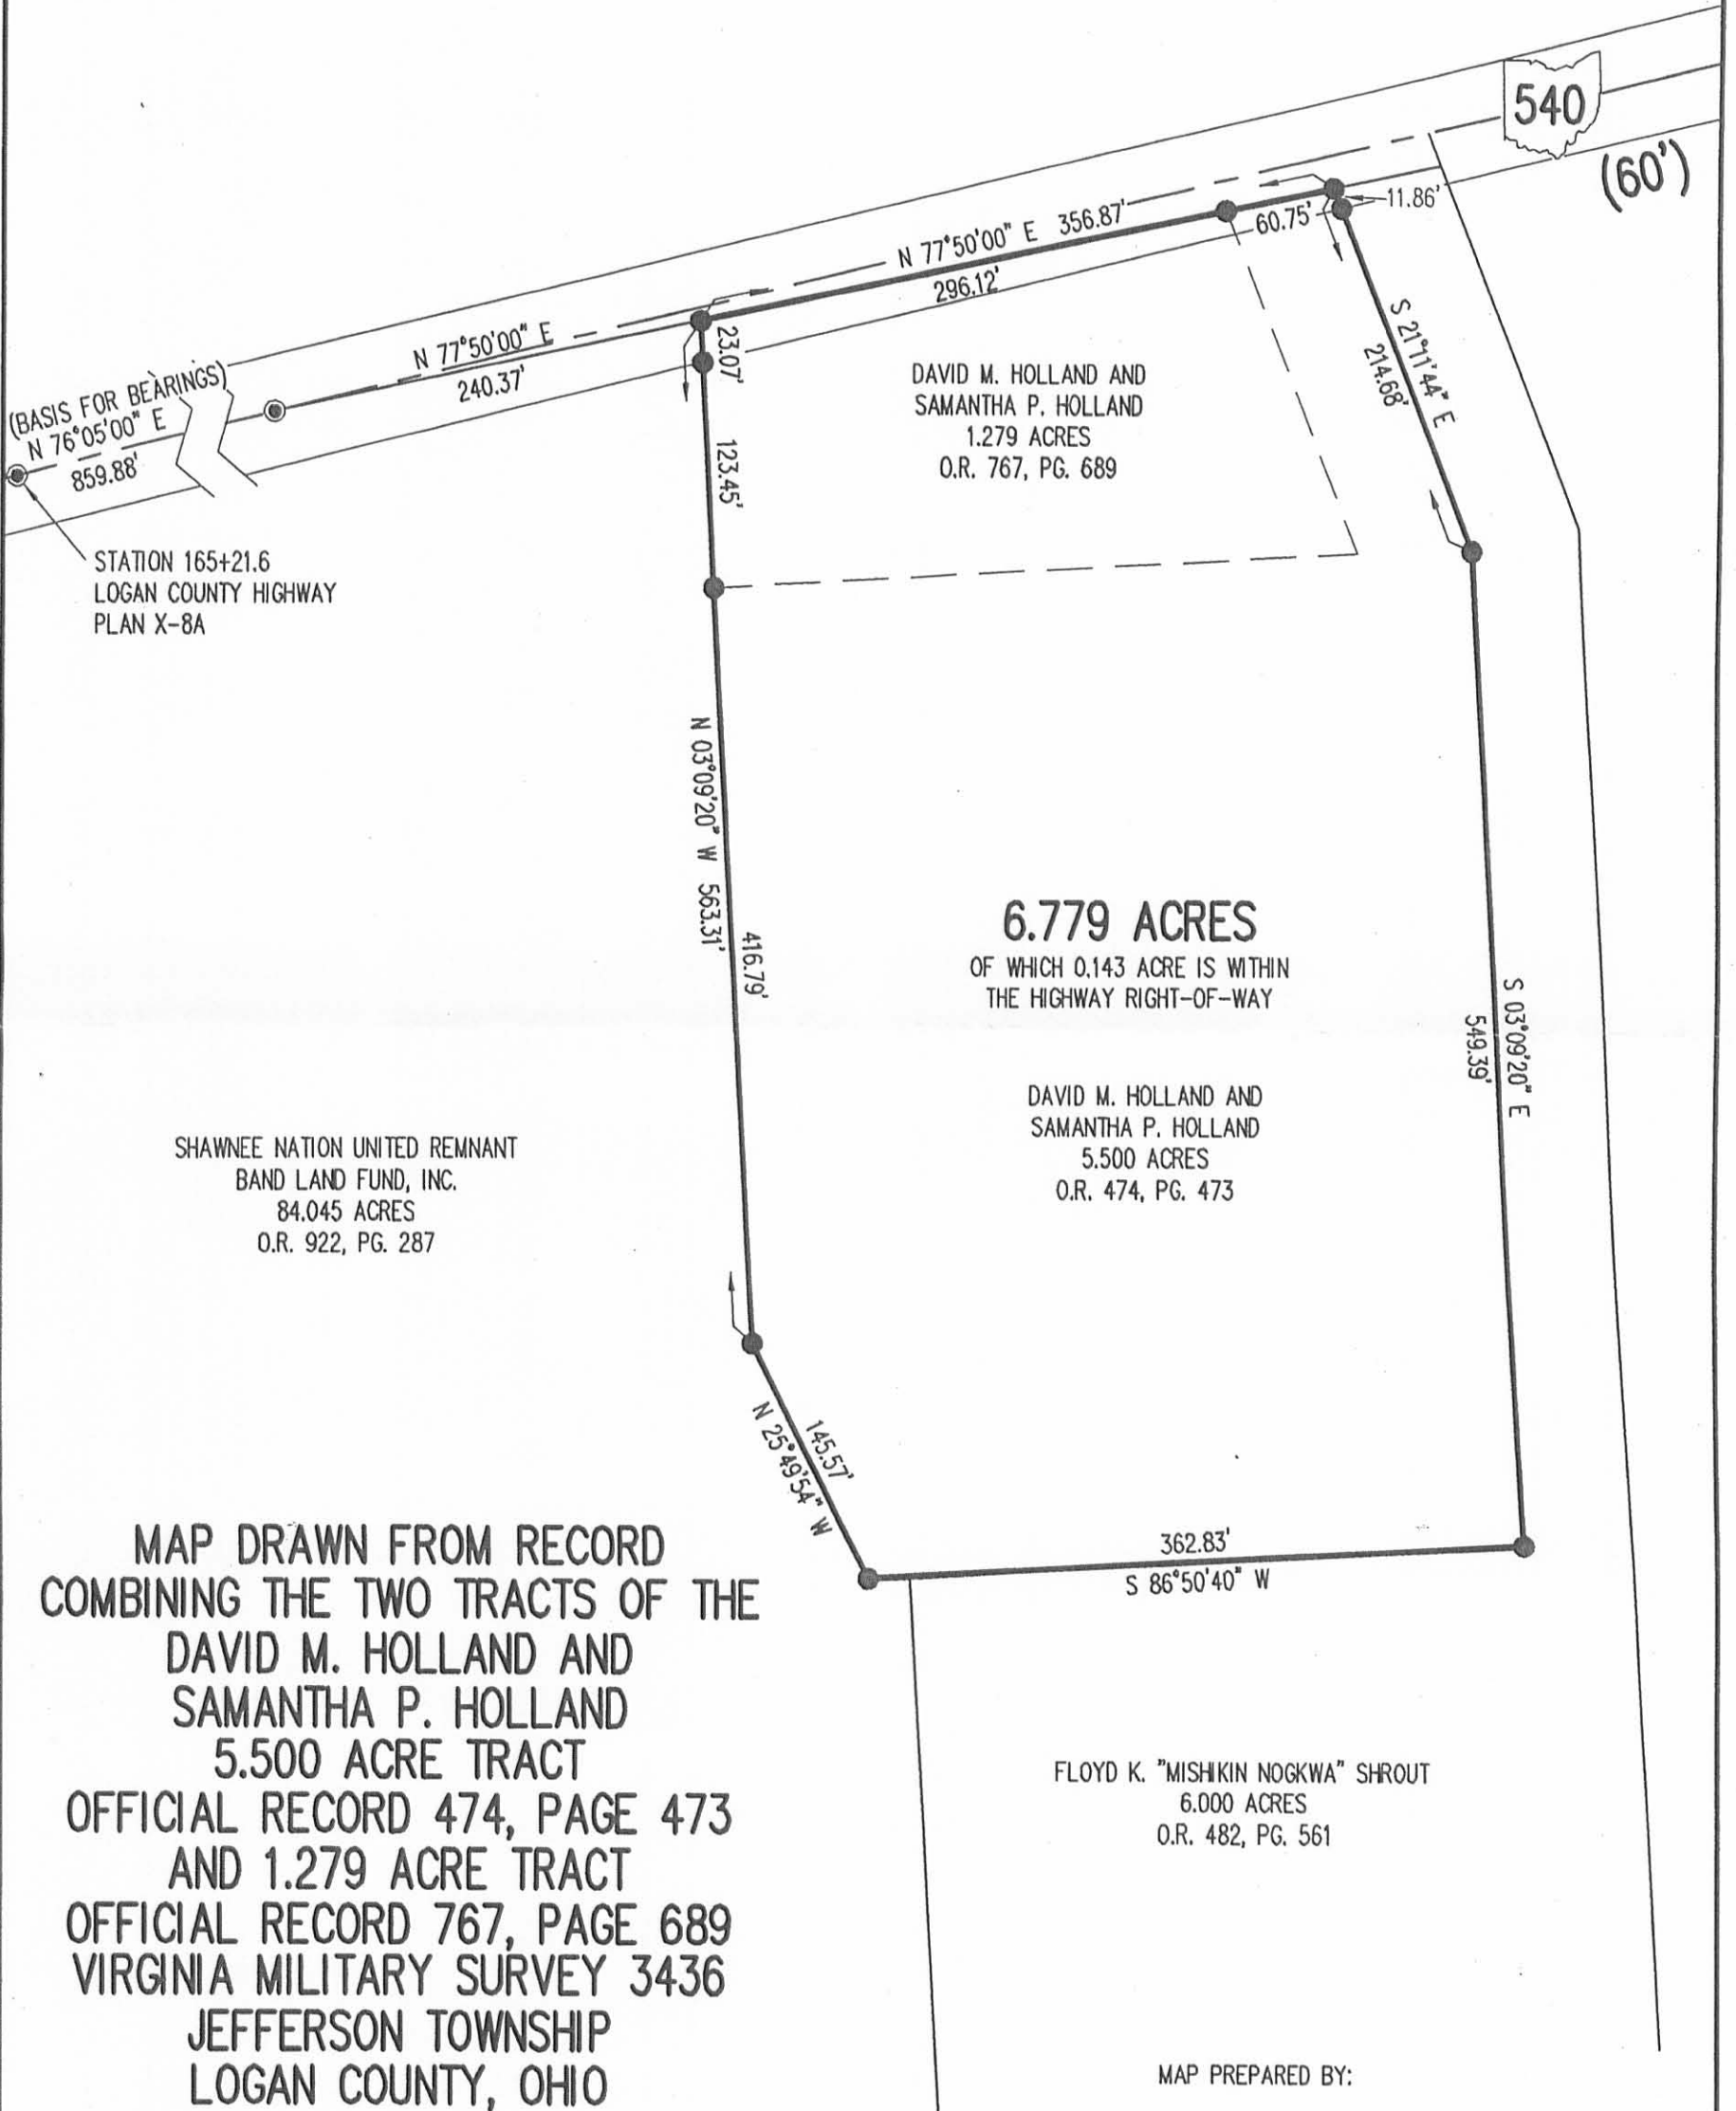 540
(60')
11.86'
60.75'
N 77°50'00" E 356.87'
296.12'
N 77°50'00" E
240.37'
(BASIS FOR BEARINGS)
N 76°05'00" E
859.88'
STATION 165+21.6
LOGAN COUNTY HIGHWAY
PLAN X-8A
23.07'
123.45'
DAVID M. HOLLAND AND
SAMANTHA P. HOLLAND
1.279 ACRES
O.R. 767, PG. 689
S 21°11'44" E
214.68'
N 03°09'20" W 563.31'
416.79'
6.779 ACRES
OF WHICH 0.143 ACRE IS WITHIN
THE HIGHWAY RIGHT-OF-WAY
DAVID M. HOLLAND AND
SAMANTHA P. HOLLAND
5.500 ACRES
O.R. 474, PG. 473
S 03°09'20" E
549.39'
SHAWNEE NATION UNITED REMNANT
BAND LAND FUND, INC.
84.045 ACRES
O.R. 922, PG. 287
145.57'
N 25°49'54" W
362.83'
S 86°50'40" W
MAP DRAWN FROM RECORD
COMBINING THE TWO TRACTS OF THE
DAVID M. HOLLAND AND
SAMANTHA P. HOLLAND
5.500 ACRE TRACT
OFFICIAL RECORD 474, PAGE 473
AND 1.279 ACRE TRACT
OFFICIAL RECORD 767, PAGE 689
VIRGINIA MILITARY SURVEY 3436
JEFFERSON TOWNSHIP
LOGAN COUNTY, OHIO
FLOYD K. "MISHIKIN NOGKWA" SHROUT
6.000 ACRES
O.R. 482, PG. 561
MAP PREPARED BY: